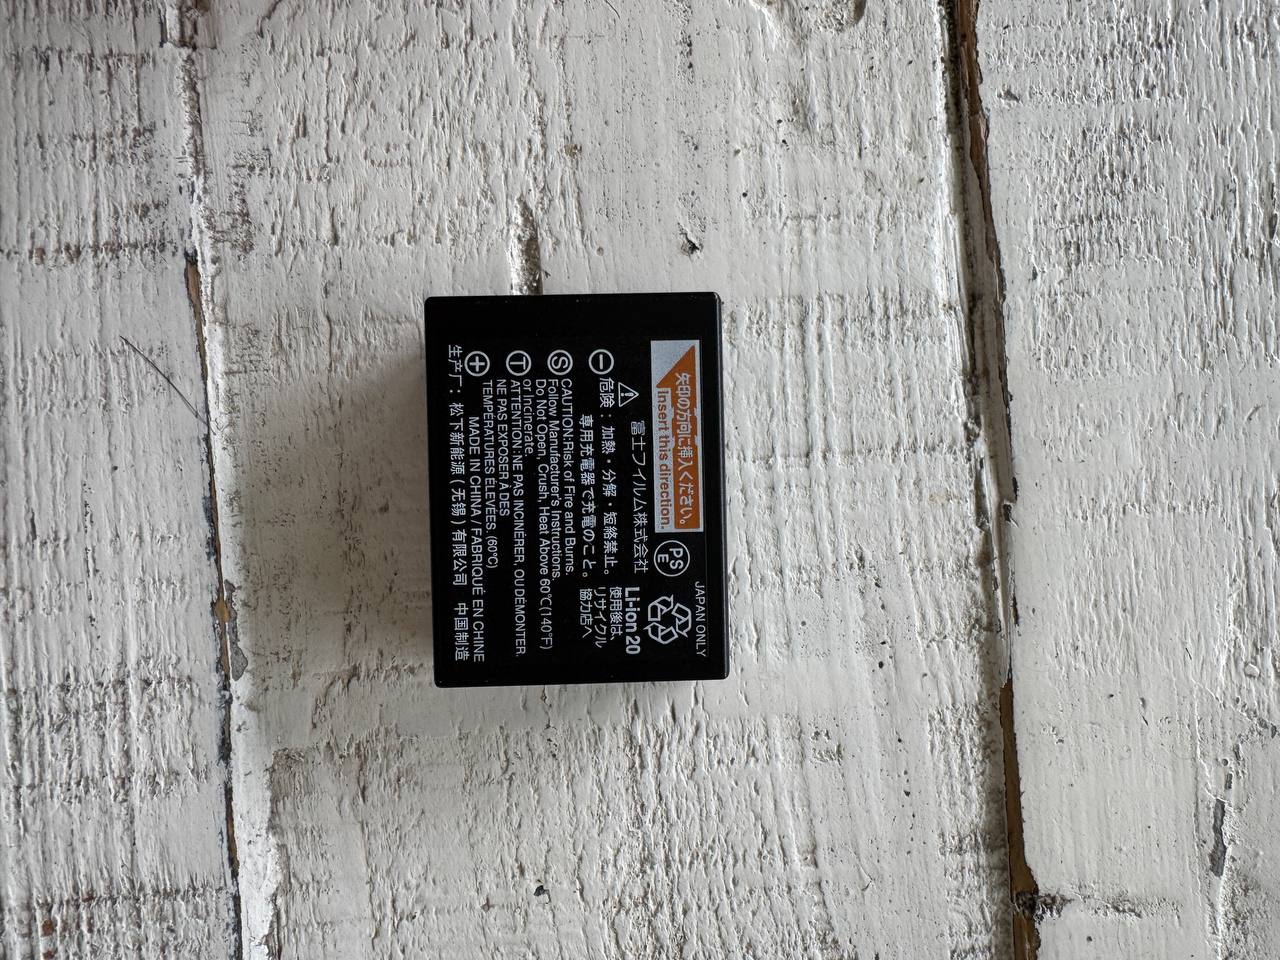 矢印の方向に挿入ください。
Insert this direction.
JAPAN ONLY
PS
E
富士フイルム株式会社
Li-ion 20
使用後は、
リサイクル
協力店へ
危険：加熱・分解・短絡禁止。
専用充電器で充電のこと。
CAUTION:Risk of Fire and Burns.
Follow Manufacturer's Instructions.
Do Not Open, Crush, Heat Above 60℃(140°F)
or Incinerate.
ATTENTION: NE PAS INCINÉRER, OU DÉMONTER.
NE PAS EXPOSER À DES
TEMPÉRATURES ÉLEVÉES. (60℃)
MADE IN CHINA / FABRIQUÉ EN CHINE
生产厂：松下新能源(无锡)有限公司 中国制造
−
S
T
+